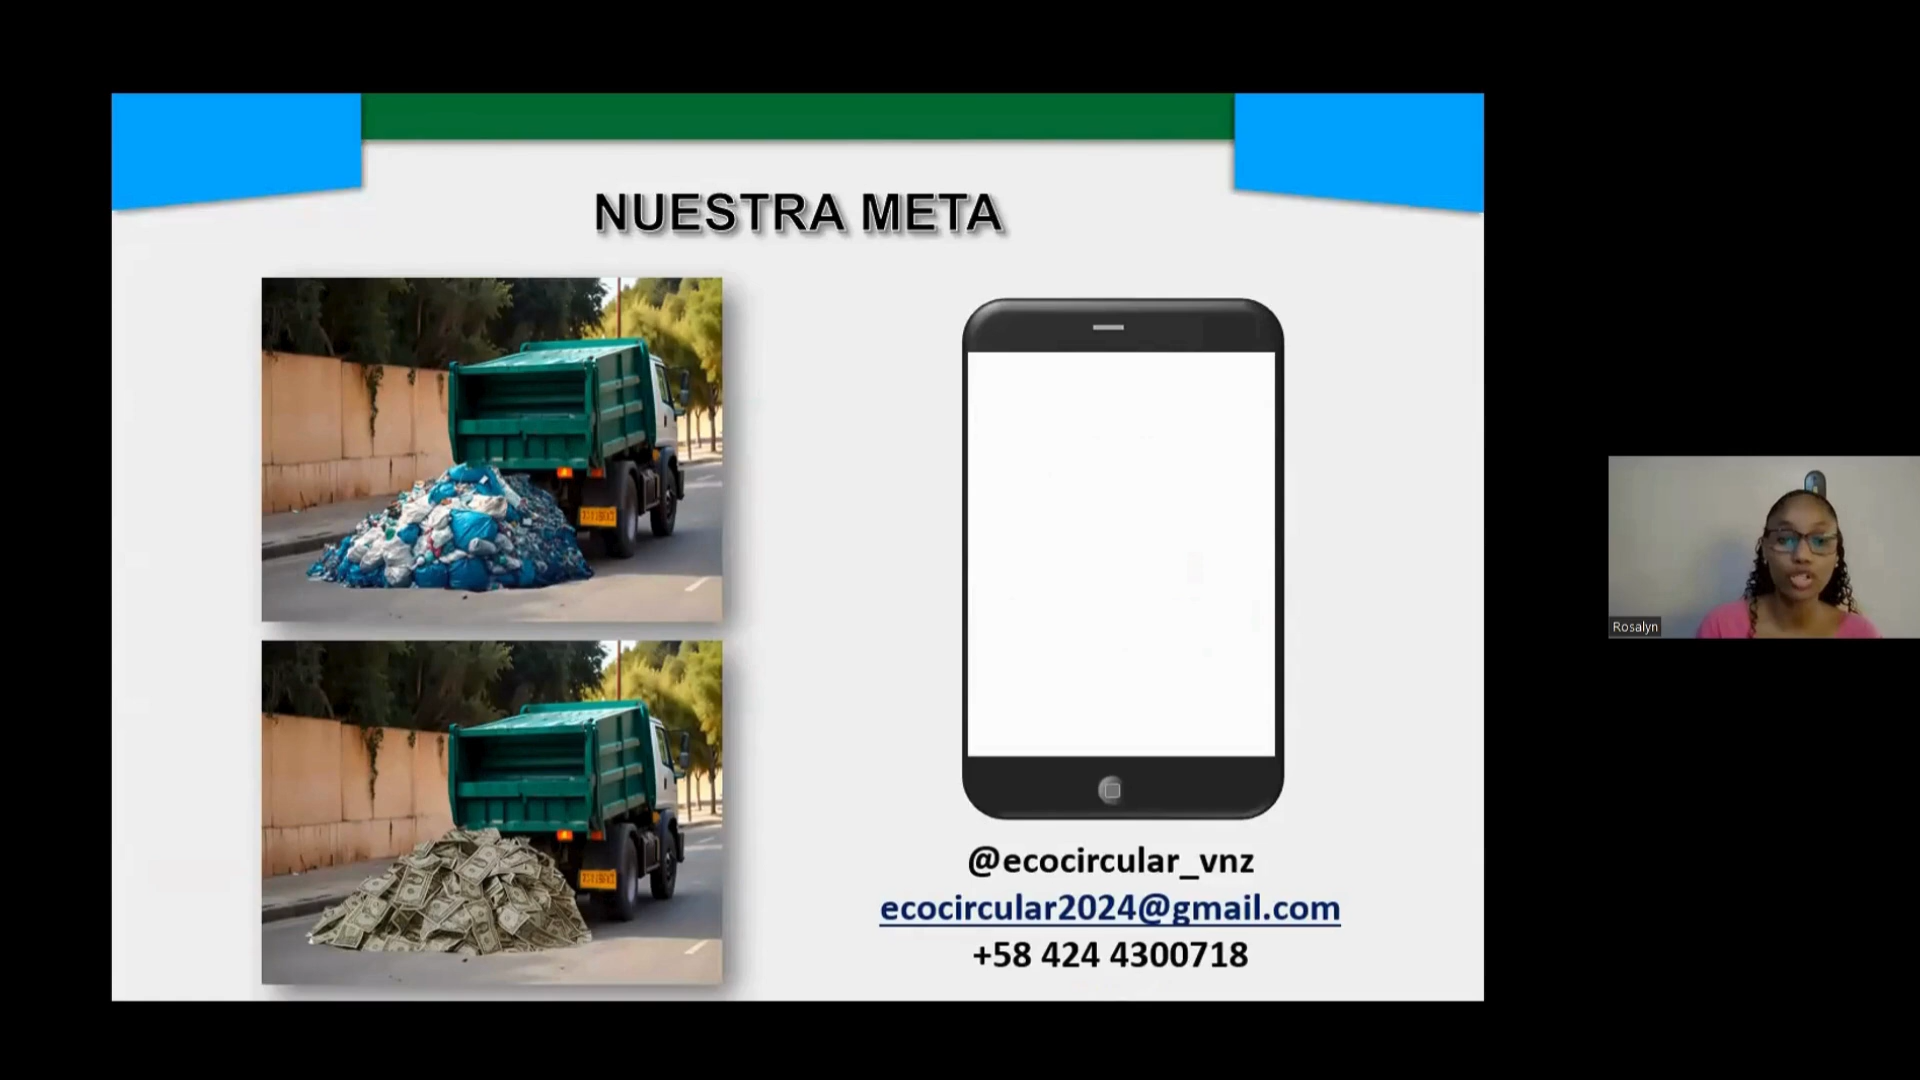 NUESTRA META
@ecocircular_vnz
ecocircular2024@gmail.com
+58 424 4300718
Rosalyn